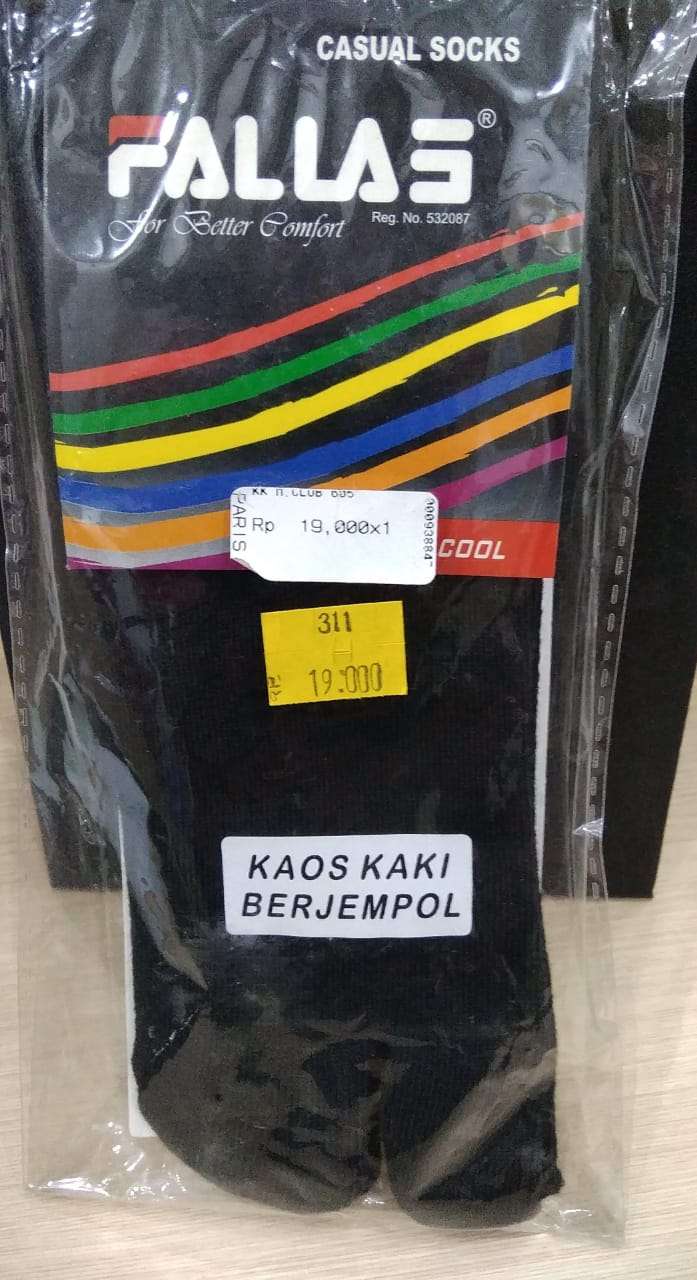 CASUAL SOCKS
FALLAS®
for Better Comfort
Reg. No. 532087
PARIS
Rp 19,000x1
COOL
311
19.000
KAOS KAKI
BERJEMPOL